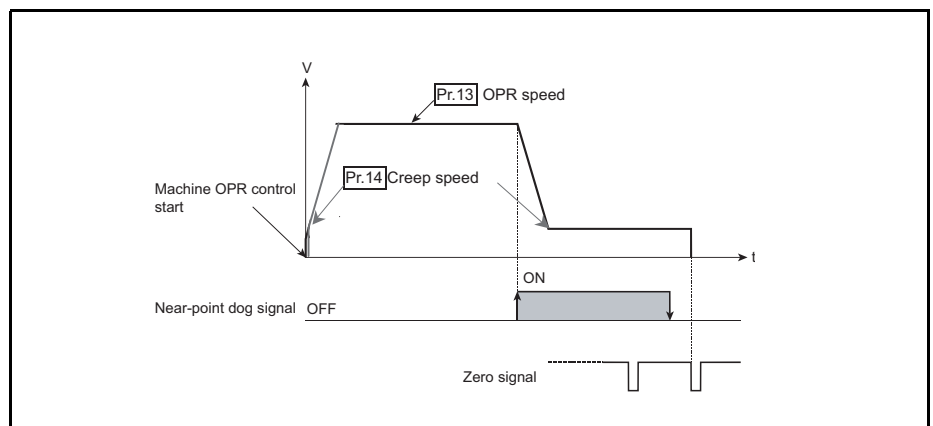 V
Pr.13 OPR speed
Pr.14 Creep speed
Machine OPR control
start
t
ON
Near-point dog signal OFF
Zero signal